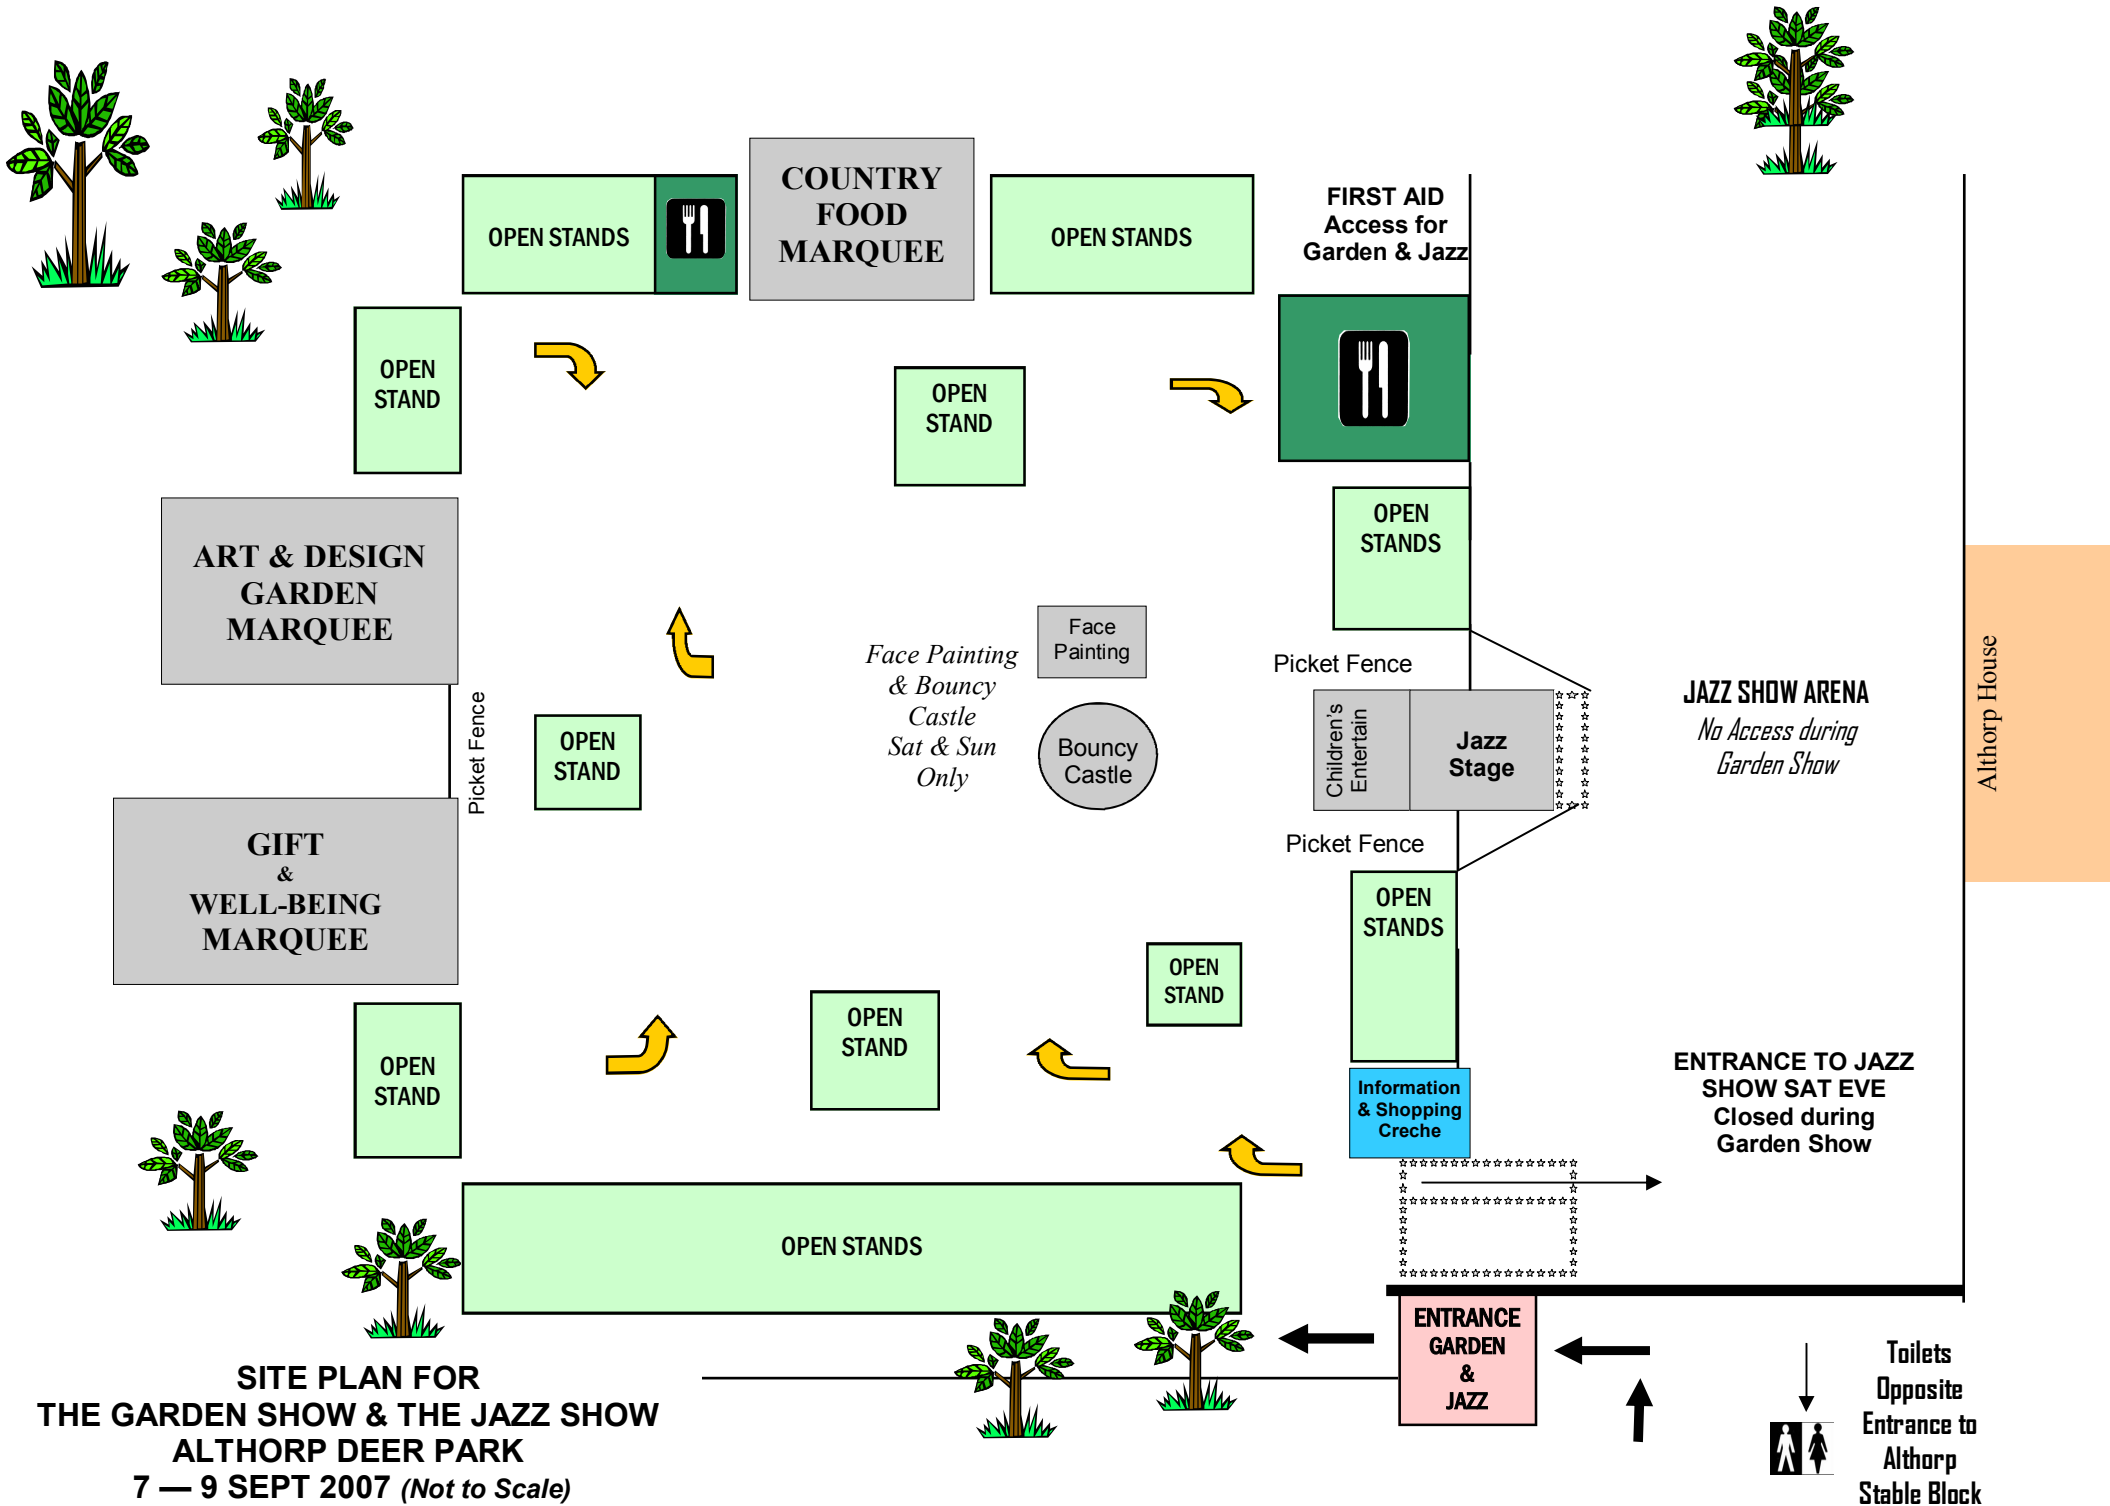 COUNTRY
FOOD
MARQUEE
OPEN STANDS
OPEN STANDS
FIRST AID
Access for
Garden & Jazz
OPEN
STAND
OPEN
STAND
OPEN
STANDS
ART & DESIGN
GARDEN
MARQUEE
Face Painting
& Bouncy
Castle
Sat & Sun
Only
Face
Painting
Bouncy
Castle
Picket Fence
Children's
Entertain
Jazz
Stage
Picket Fence
JAZZ SHOW ARENA
No Access during
Garden Show
Althorp House
Picket Fence
OPEN
STAND
GIFT
&
WELL-BEING
MARQUEE
OPEN
STANDS
OPEN
STAND
OPEN
STAND
OPEN
STAND
Information
& Shopping
Creche
ENTRANCE TO JAZZ
SHOW SAT EVE
Closed during
Garden Show
OPEN STANDS
ENTRANCE
GARDEN
&
JAZZ
Toilets
Opposite
Entrance to
Althorp
Stable Block
SITE PLAN FOR
THE GARDEN SHOW & THE JAZZ SHOW
ALTHORP DEER PARK
7 — 9 SEPT 2007 (Not to Scale)